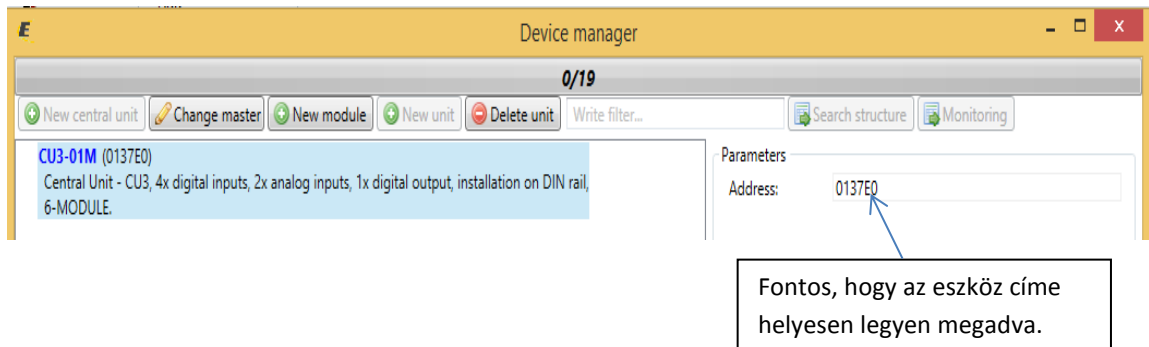 E Device manager
0/19
New central unit Change master New module New unit Delete unit Write filter... Search structure Monitoring
CU3-01M (0137E0)
Central Unit - CU3, 4x digital inputs, 2x analog inputs, 1x digital output, installation on DIN rail,
6-MODULE.
Parameters
Address: 0137E0
Fontos, hogy az eszköz címe
helyesen legyen megadva.